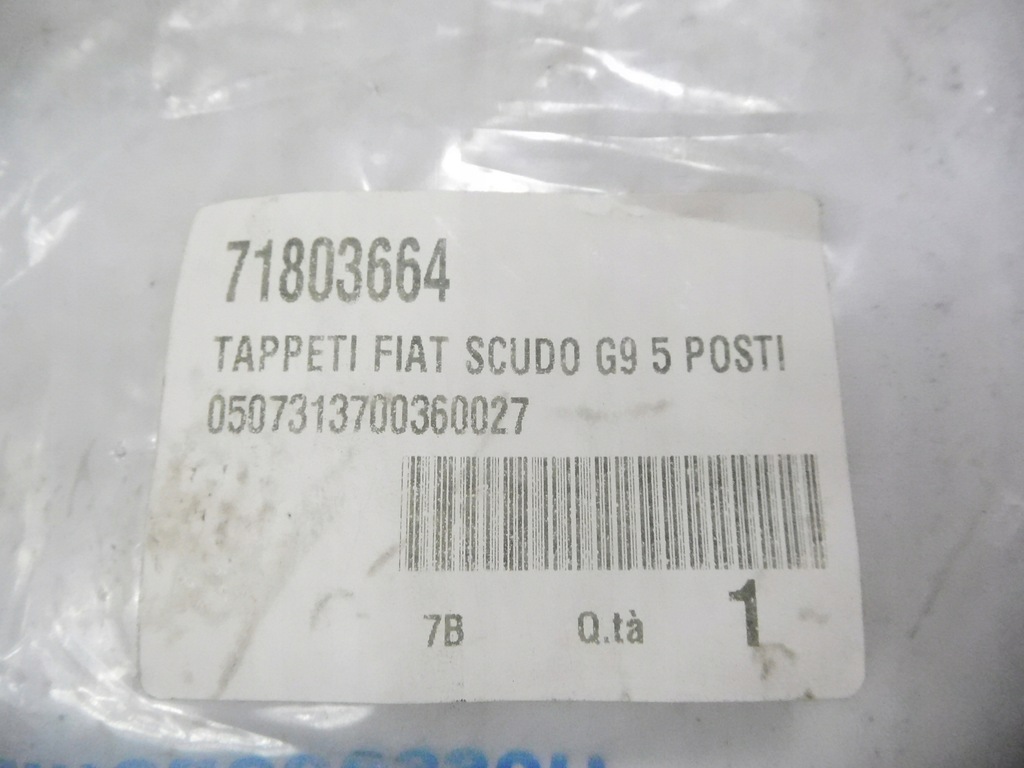 71803664
TAPPETI FIAT SCUDO G9 5 POSTI
0507313700360027
7B Q.tà 1